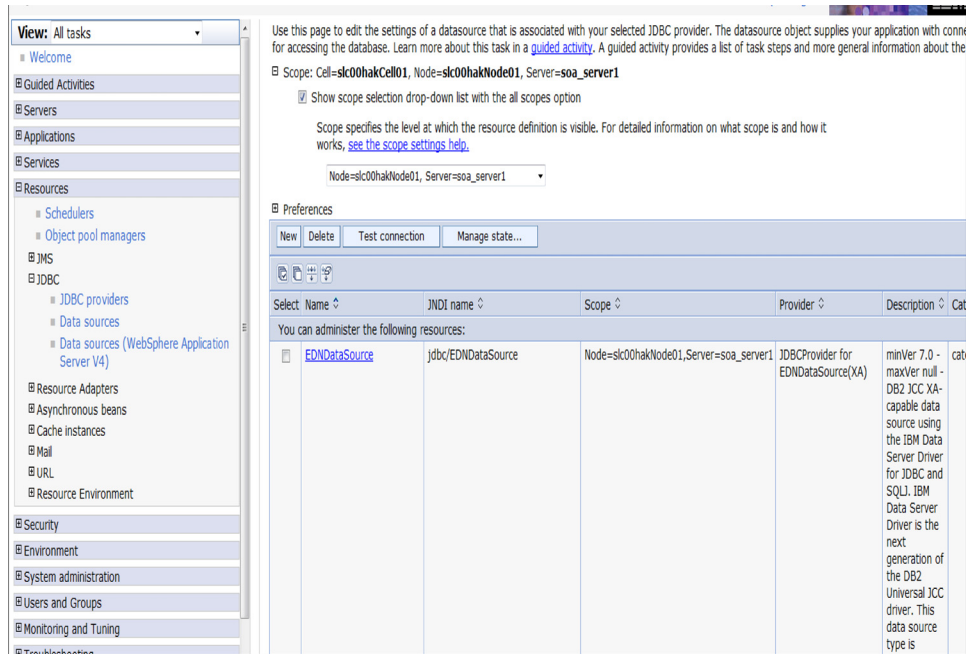 View: All tasks
Welcome
Guided Activities
Servers
Applications
Services
Resources
Schedulers
Object pool managers
JMS
JDBC
JDBC providers
Data sources
Data sources (WebSphere Application
Server V4)
Resource Adapters
Asynchronous beans
Cache instances
Mail
URL
Resource Environment
Security
Environment
System administration
Users and Groups
Monitoring and Tuning
Troubleshooting
Use this page to edit the settings of a datasource that is associated with your selected JDBC provider. The datasource object supplies your application with conne
for accessing the database. Learn more about this task in a guided activity. A guided activity provides a list of task steps and more general information about the
Scope: Cell=slc00hakCell01, Node=slc00hakNode01, Server=soa_server1
Show scope selection drop-down list with the all scopes option
Scope specifies the level at which the resource definition is visible. For detailed information on what scope is and how it
works, see the scope settings help.
Node=slc00hakNode01, Server=soa_server1
Preferences
New Delete Test connection Manage state...
Select Name JNDI name Scope Provider Description Cat
You can administer the following resources:
EDNDataSource jdbc/EDNDataSource Node=slc00hakNode01,Server=soa_server1 JDBCProvider for minVer 7.0 - cate
EDNDataSource(XA) maxVer null -
DB2 JCC XA-
capable data
source using
the IBM Data
Server Driver
for JDBC and
SQLJ. IBM
Data Server
Driver is the
next
generation of
the DB2
Universal JCC
driver. This
data source
type is